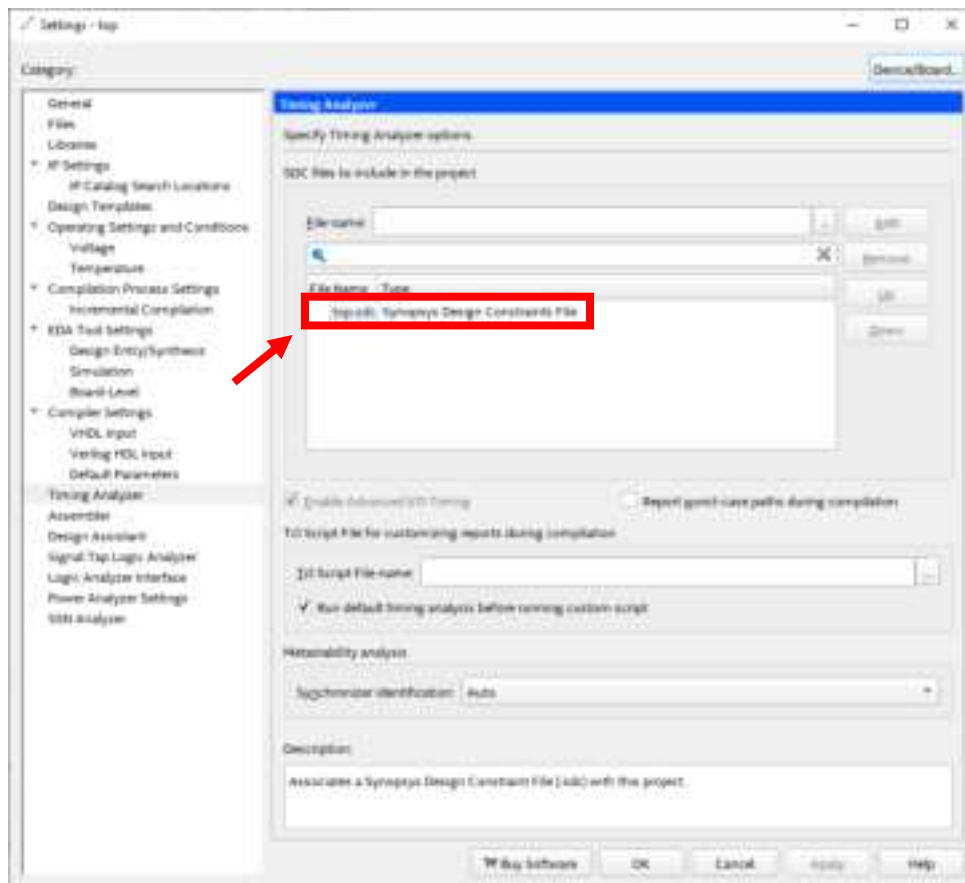 Settings - top
Category:
Device/Board...
General
Files
Libraries
IP Settings
IP Catalog Search Locations
Design Templates
Operating Settings and Conditions
Voltage
Temperature
Compilation Process Settings
Incremental Compilation
EDA Tool Settings
Design Entry/Synthesis
Simulation
Board-Level
Compiler Settings
VHDL Input
Verilog HDL Input
Default Parameters
Timing Analyzer
Assembler
Design Assistant
Signal Tap Logic Analyzer
Logic Analyzer Interface
Power Analyzer Settings
SSN Analyzer
Timing Analyzer
Specify Timing Analyzer options.
SDC files to include in the project
File name:
...
Add
Remove
File Name Type
Up
top.sdc Synopsys Design Constraints File
Down
Enable Advanced I/O Timing
Report worst-case paths during compilation
Tcl Script File for customizing reports during compilation
Tcl Script File name:
...
Run default timing analysis before running custom script
Metastability analysis
Synchronizer identification: Auto
Description:
Associates a Synopsys Design Constraint File (.sdc) with this project.
Buy Software
OK
Cancel
Apply
Help